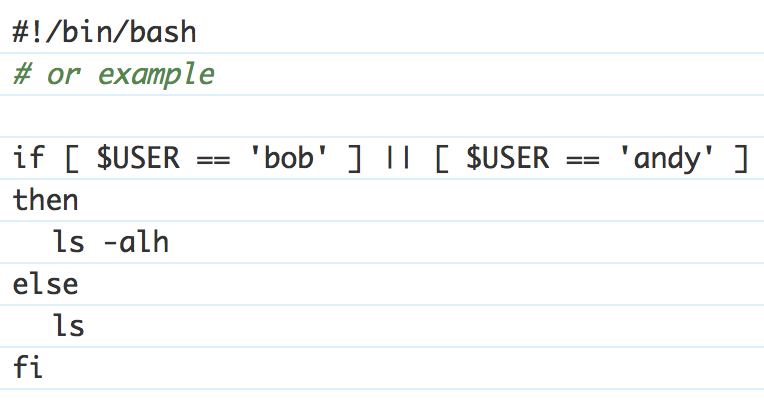 #!/bin/bash
# or example

if [ $USER == 'bob' ] || [ $USER == 'andy' ]
then
    ls -alh
else
    ls
fi